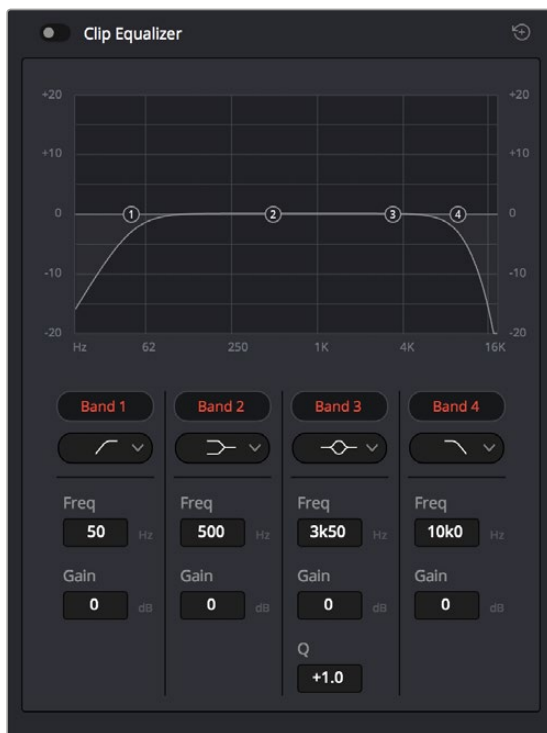 Clip Equalizer
+20 +20
+10 +10
0 1 2 3 4 0
-10 -10
-20 -20
Hz 62 250 1K 4K 16K
Band 1 Band 2 Band 3 Band 4
Freq Freq Freq Freq
50 Hz 500 Hz 3k50 Hz 10k0 Hz
Gain Gain Gain Gain
0 dB 0 dB 0 dB 0 dB
Q
+1.0